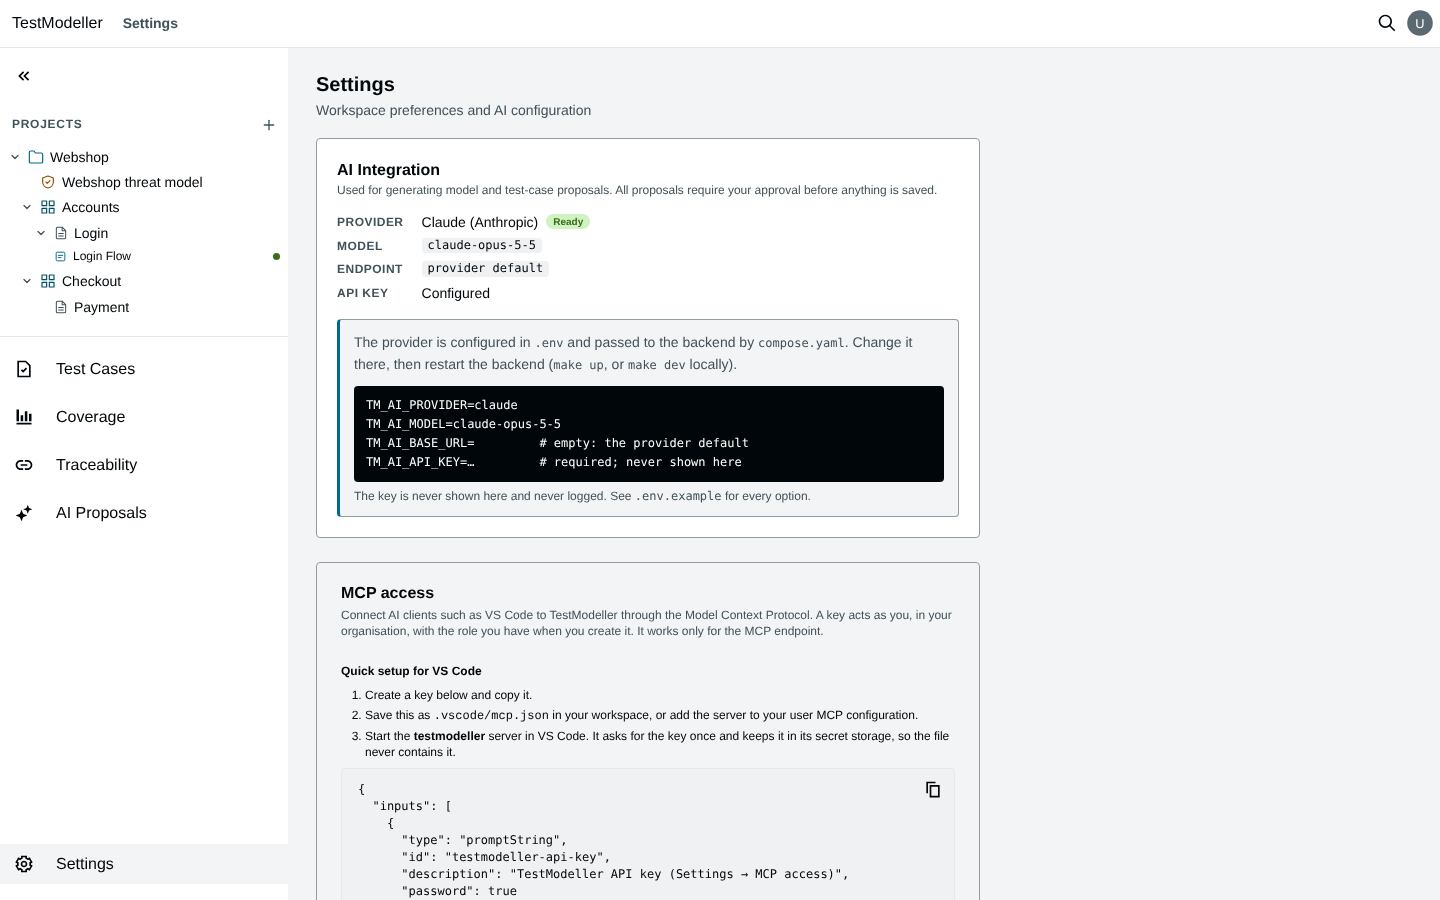 TestModeller Settings
U
PROJECTS
Webshop
Webshop threat model
Accounts
Login
Login Flow
Checkout
Payment
Test Cases
Coverage
Traceability
AI Proposals
Settings
Settings
Workspace preferences and AI configuration
AI Integration
Used for generating model and test-case proposals. All proposals require your approval before anything is saved.
PROVIDER Claude (Anthropic) Ready
MODEL claude-opus-5-5
ENDPOINT provider default
API KEY Configured
The provider is configured in .env and passed to the backend by compose.yaml. Change it
there, then restart the backend (make up, or make dev locally).
TM_AI_PROVIDER=claude
TM_AI_MODEL=claude-opus-5-5
TM_AI_BASE_URL= # empty: the provider default
TM_AI_API_KEY=… # required; never shown here
The key is never shown here and never logged. See .env.example for every option.
MCP access
Connect AI clients such as VS Code to TestModeller through the Model Context Protocol. A key acts as you, in your
organisation, with the role you have when you create it. It works only for the MCP endpoint.
Quick setup for VS Code
1. Create a key below and copy it.
2. Save this as .vscode/mcp.json in your workspace, or add the server to your user MCP configuration.
3. Start the testmodeller server in VS Code. It asks for the key once and keeps it in its secret storage, so the file
never contains it.
{
"inputs": [
{
"type": "promptString",
"id": "testmodeller-api-key",
"description": "TestModeller API key (Settings → MCP access)",
"password": true